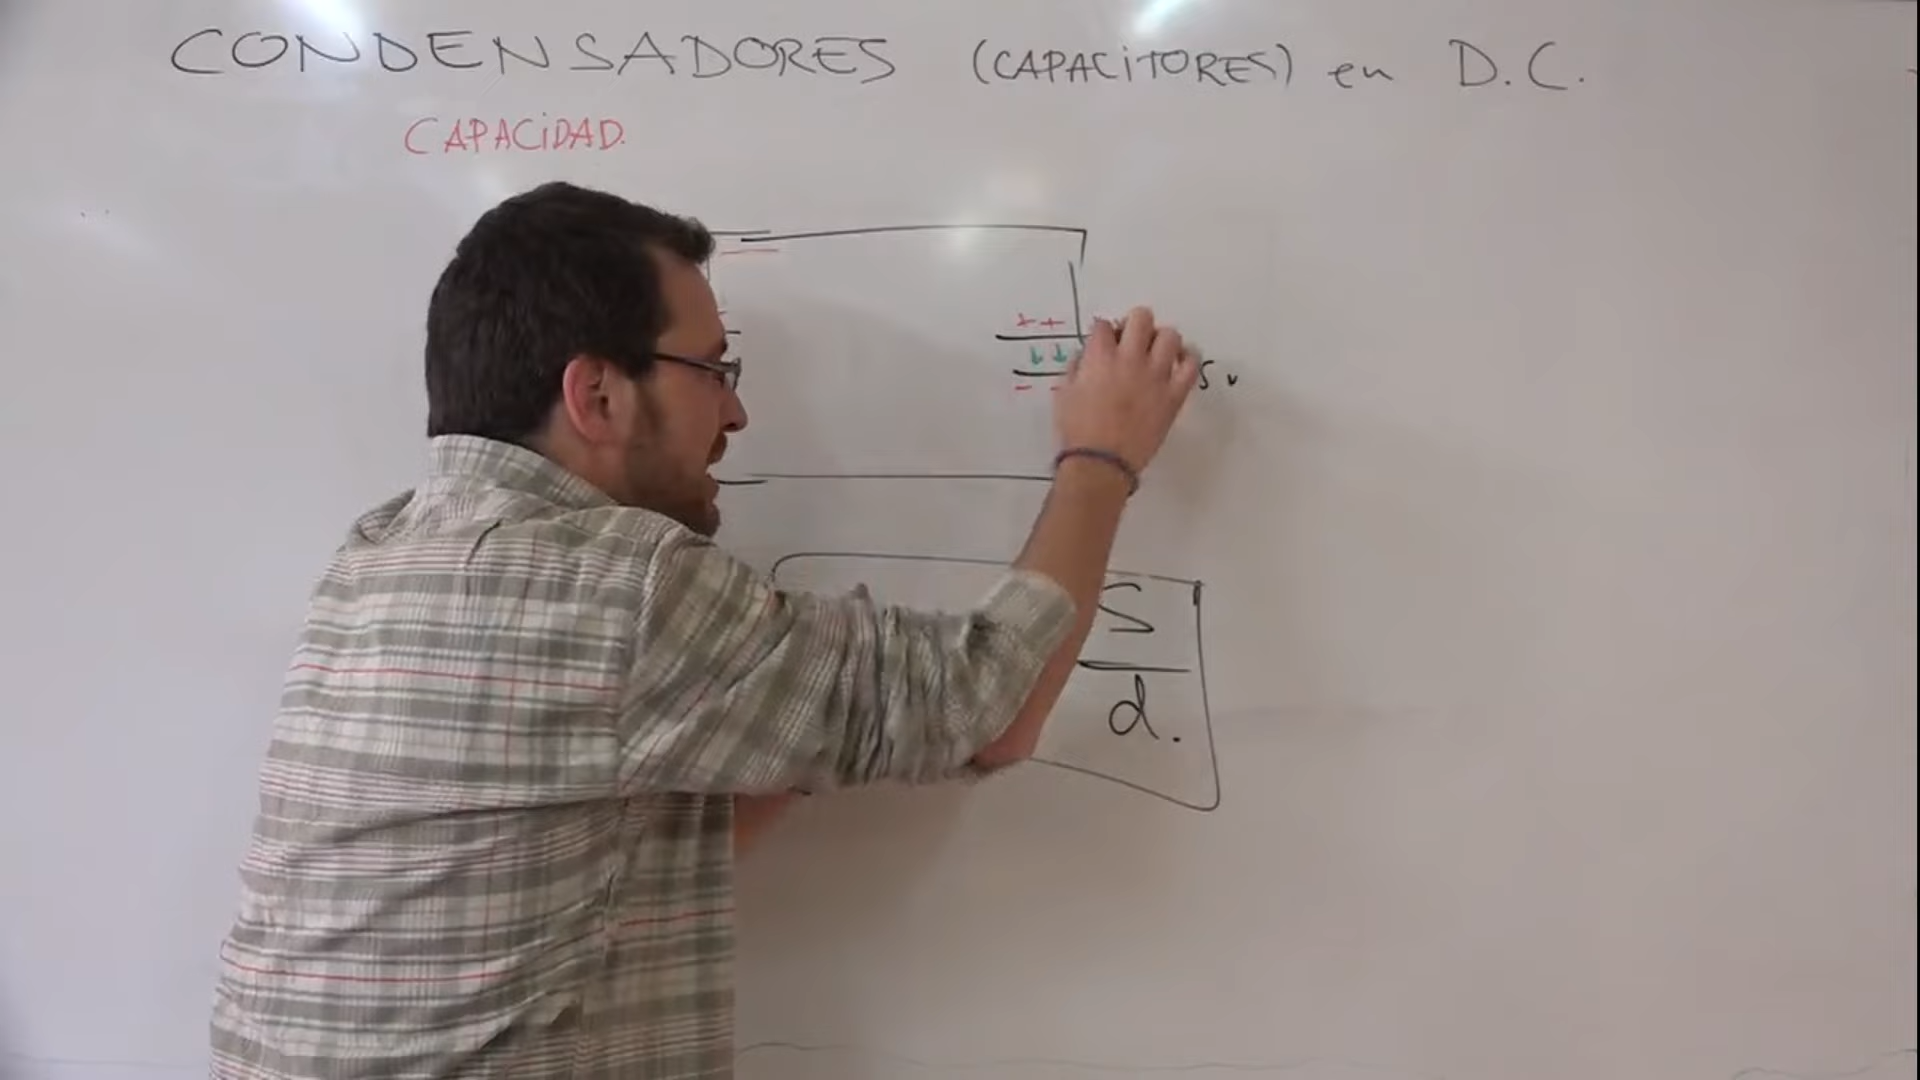 CONDENSADORES (CAPACITORES) en D.C.
CAPACIDAD.
+ +
- -
S
d.